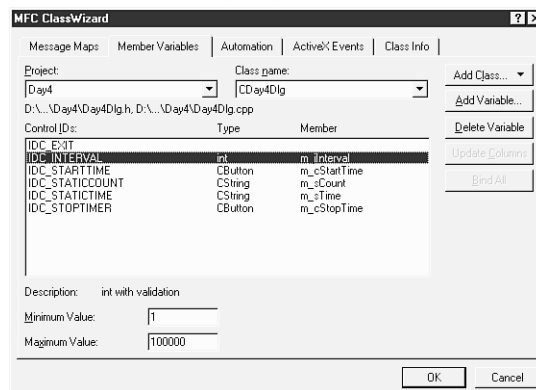 MFC ClassWizard
Message Maps Member Variables Automation ActiveX Events Class Info
Project: Class name:
Day4 CDay4Dlg
Add Class...
D:\...\Day4\Day4Dlg.h, D:\...\Day4\Day4Dlg.cpp
Add Variable...
Control IDs: Type Member
Delete Variable
IDC_EXIT
IDC_INTERVAL int m_iInterval
Update Columns
IDC_STARTTIME CButton m_cStartTime
IDC_STATICCOUNT CString m_sCount
Bind All
IDC_STATICTIME CString m_sTime
IDC_STOPTIMER CButton m_cStopTime
Description: int with validation
Minimum Value: 1
Maximum Value: 100000
OK Cancel